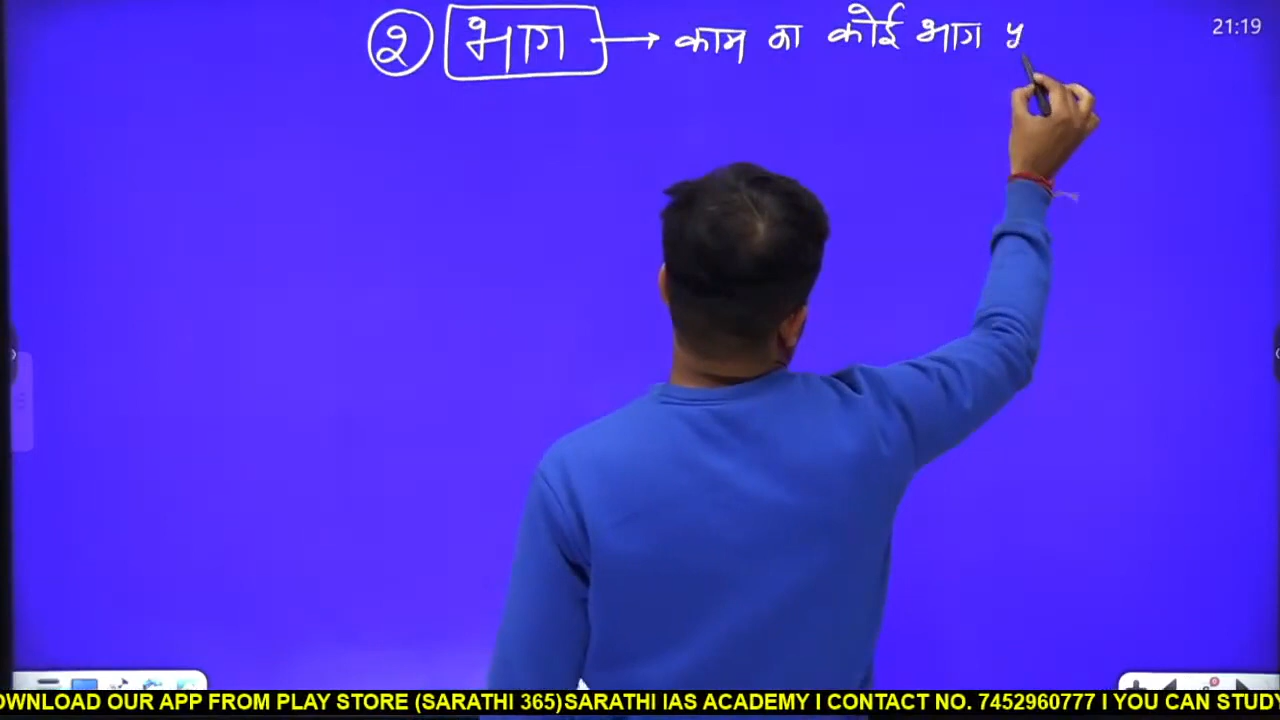 २ भाग → काम का कोई भाग
21:19
OWNLOAD OUR APP FROM PLAY STORE (SARATHI 365)SARATHI IAS ACADEMY I CONTACT NO. 7452960777 I YOU CAN STUDY